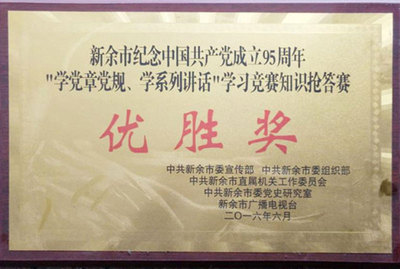 新余市纪念中国共产党成立95周年
"学党章党规、学系列讲话"学习竞赛知识抢答赛
优胜奖
中共新余市委宣传部 中共新余市委组织部
中共新余市直属机关工作委员会
中共新余市委党史研究室
新余市广播电视台
二〇一六年六月